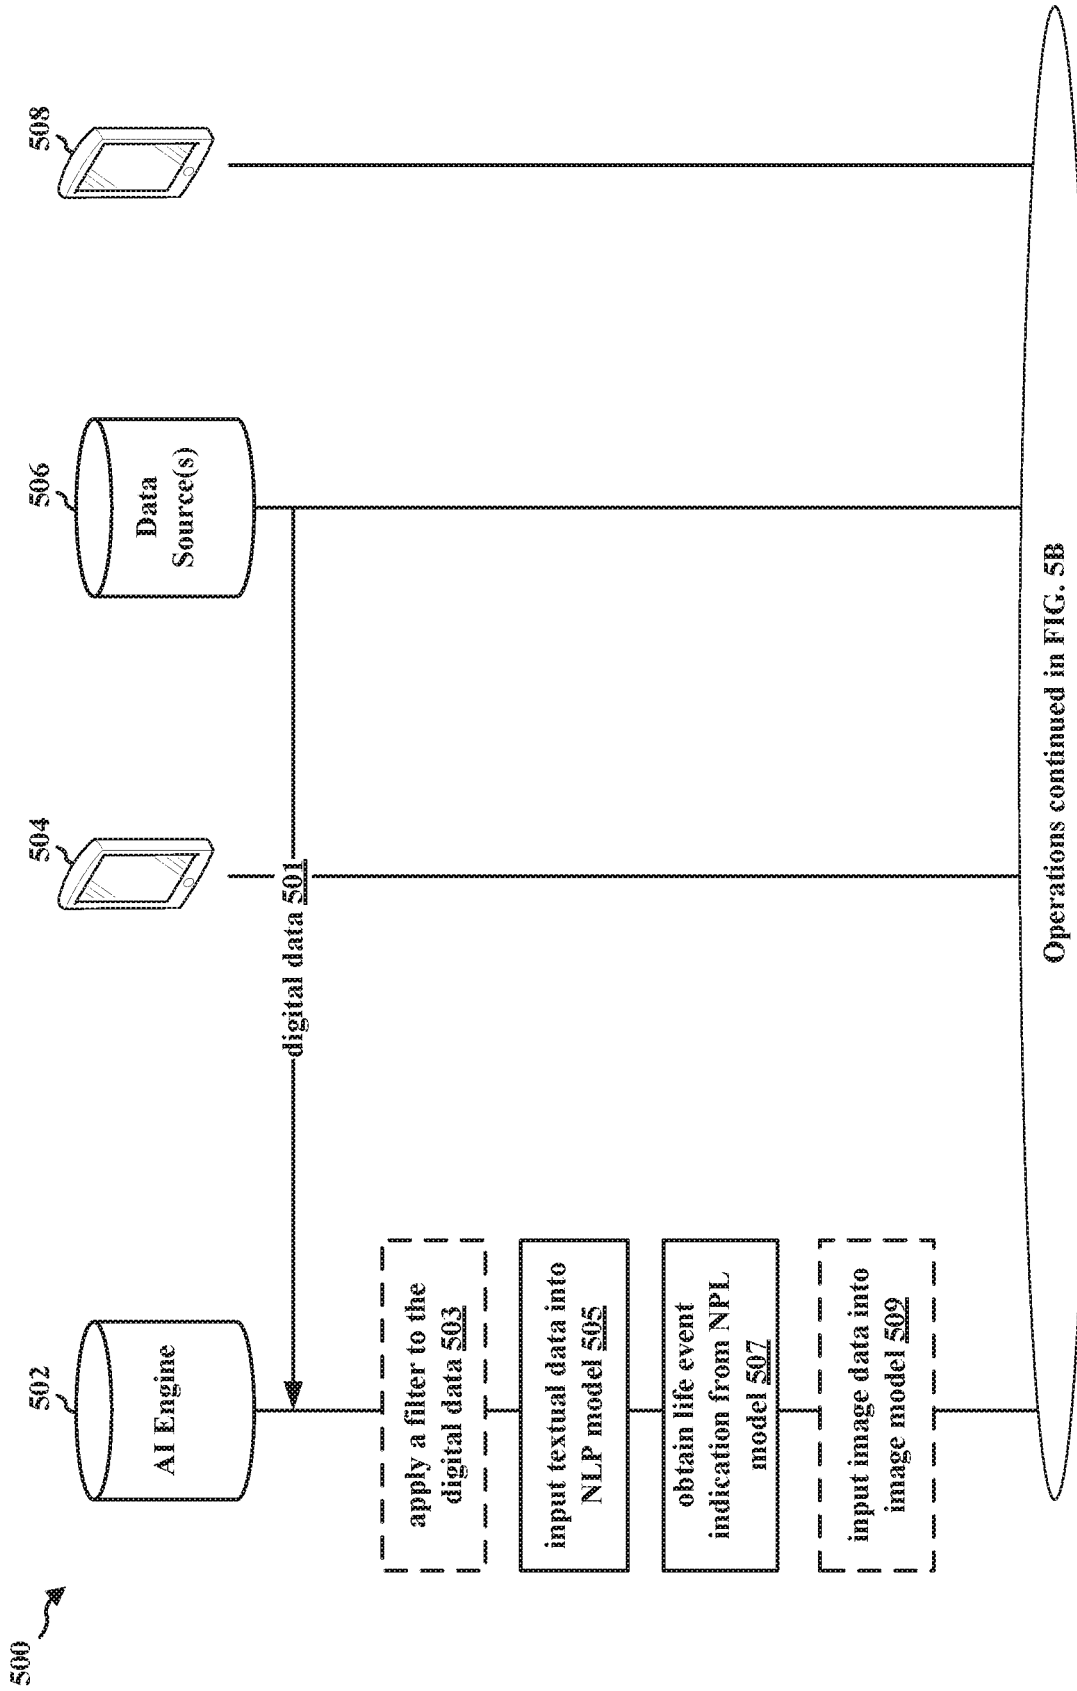 500
502
AI Engine
504
506
Data
Source(s)
508
digital data 501
apply a filter to the
digital data 503
input textual data into
NLP model 505
obtain life event
indication from NPL
model 507
input image data into
image model 509
Operations continued in FIG. 5B